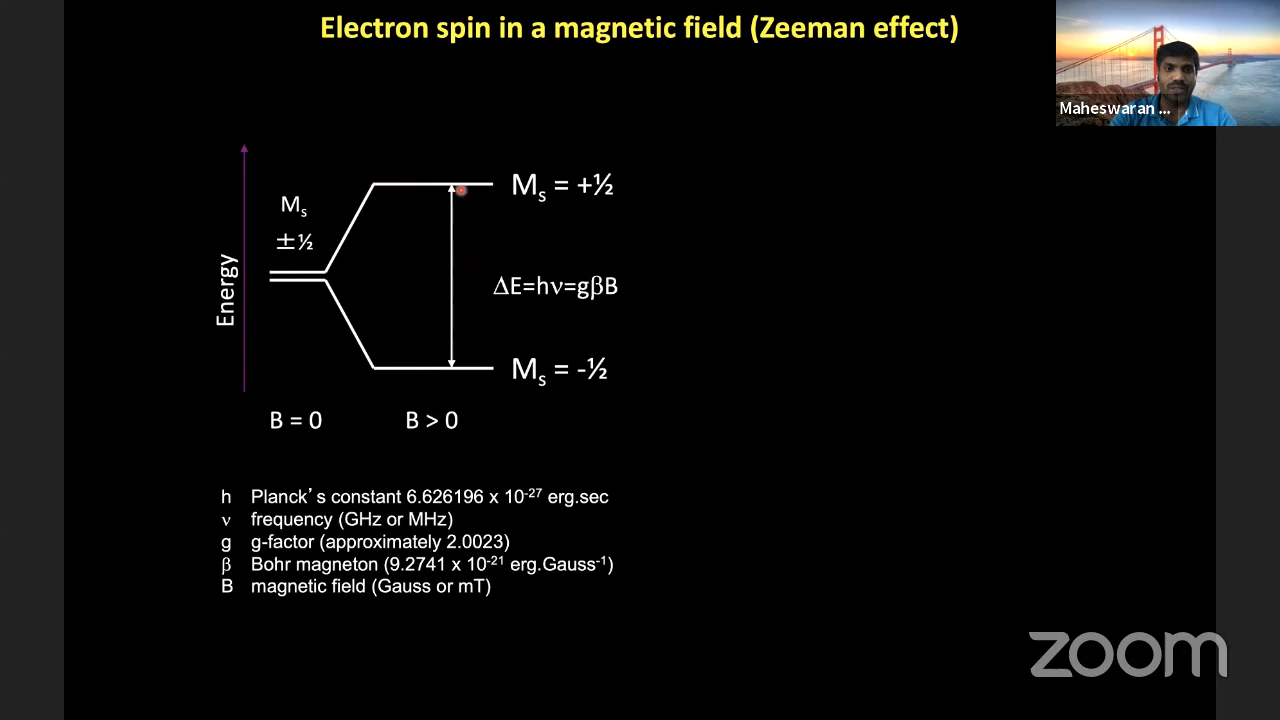 Electron spin in a magnetic field (Zeeman effect)
Maheswaran ...
Ms = +½
Ms
±½
Energy
ΔE=hν=gβB
Ms = -½
B = 0
B > 0
h Planck's constant 6.626196 x 10-27 erg.sec
ν frequency (GHz or MHz)
g g-factor (approximately 2.0023)
β Bohr magneton (9.2741 x 10-21 erg.Gauss-1)
B magnetic field (Gauss or mT)
zoom